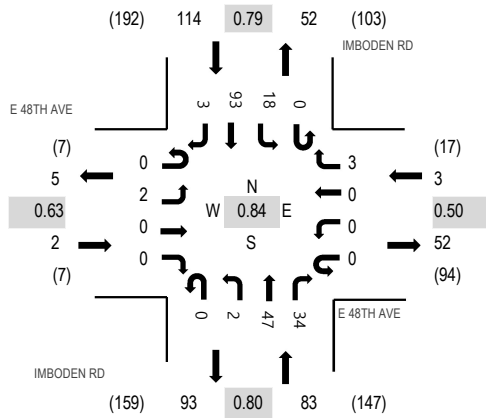 (192) 114 0.79 52 (103)
IMBODEN RD
E 48TH AVE
3 93 18 0
(7) 0 3 (17)
5 2 N 0 3
0.63 W 0.84 E 0.50
2 0 S 0 52
(7) 0 0 (94)
0 2 47 34
E 48TH AVE
IMBODEN RD
(159) 93 0.80 83 (147)